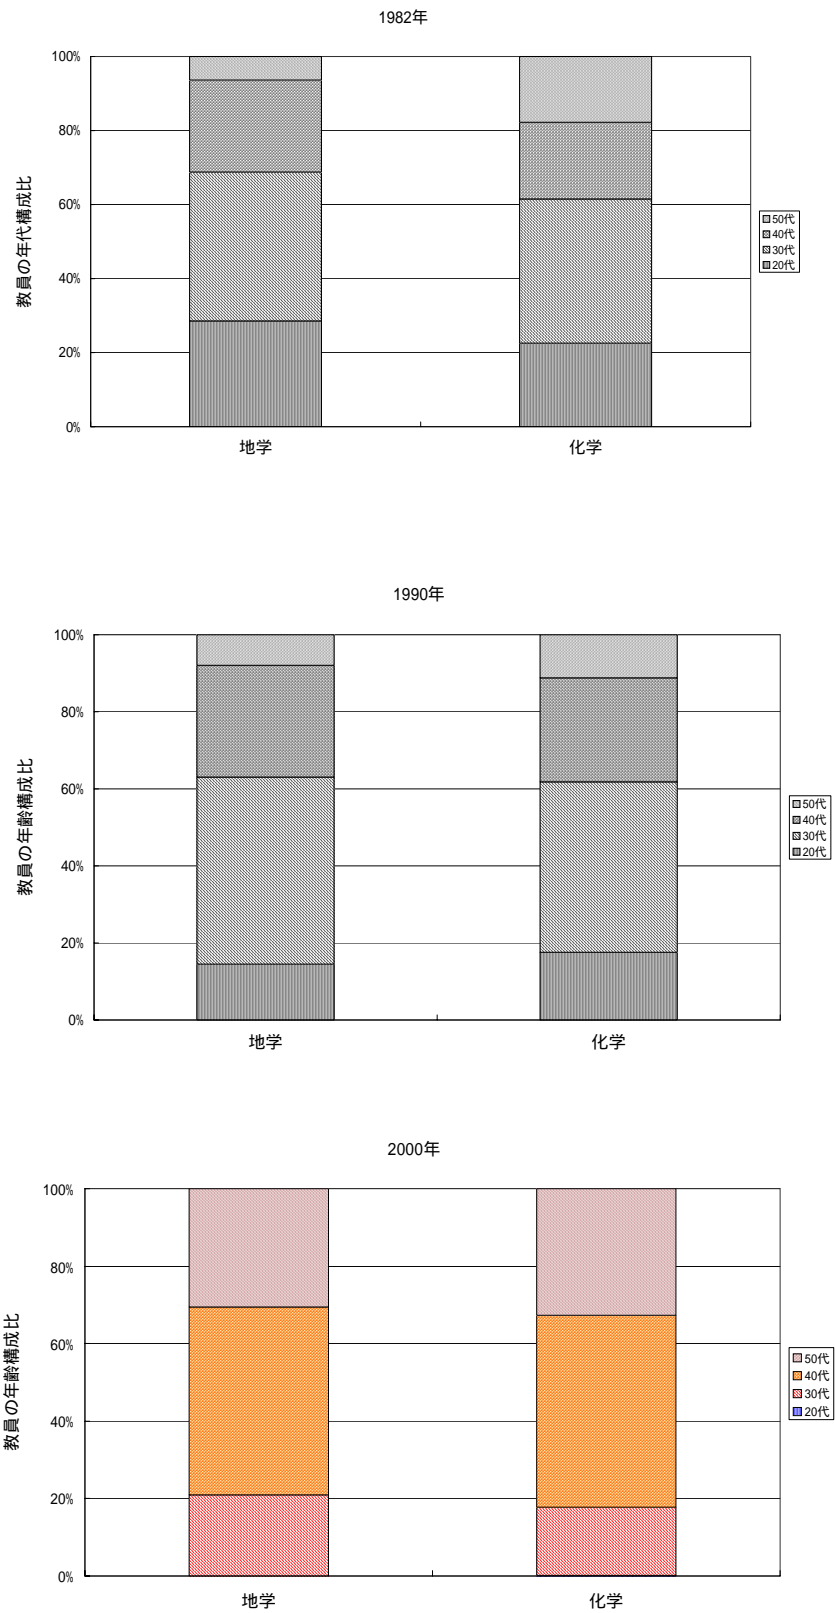 1982年
100%
80%
60%
40%
20%
0%
教員の年代構成比
地学
化学
50代
40代
30代
20代
1990年
100%
80%
60%
40%
20%
0%
教員の年齢構成比
地学
化学
50代
40代
30代
20代
2000年
100%
80%
60%
40%
20%
0%
教員の年齢構成比
地学
化学
50代
40代
30代
20代